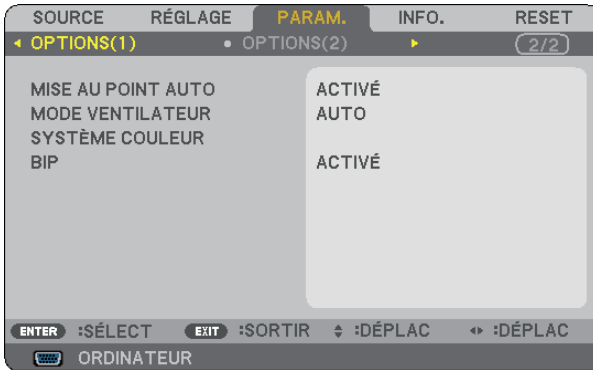 SOURCE RÉGLAGE PARAM. INFO. RESET
OPTIONS(1) • OPTIONS(2) 2/2
MISE AU POINT AUTO ACTIVÉ
MODE VENTILATEUR AUTO
SYSTÈME COULEUR
BIP ACTIVÉ
ENTER :SÉLECT EXIT :SORTIR :DÉPLAC :DÉPLAC
ORDINATEUR